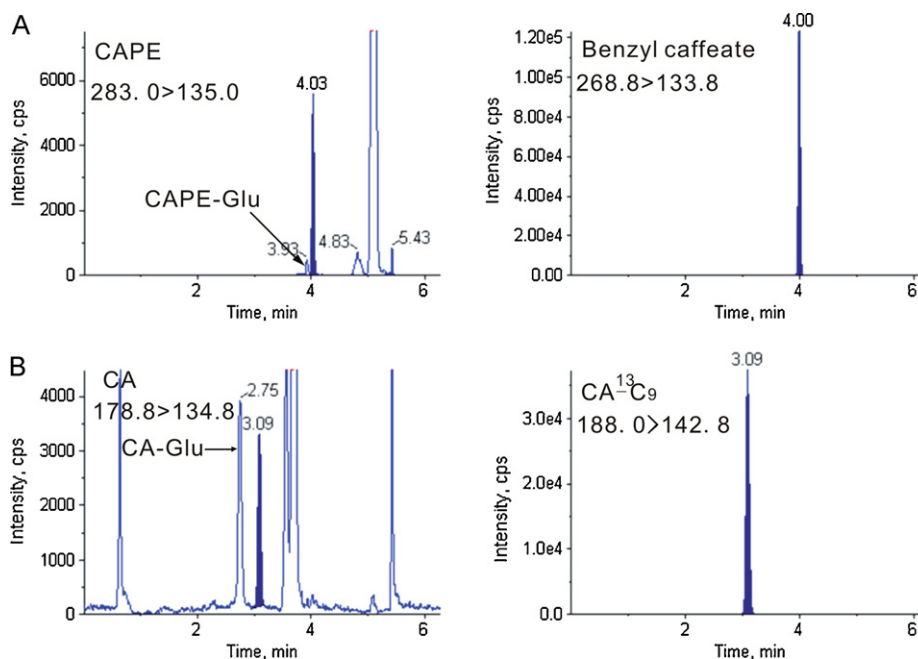 A
CAPE
283. 0>135.0
CAPE-Glu
Intensity, cps
6000
4000
2000
0
3.93
4.03
4.83
5.43
2
4
6
Time, min
Benzyl caffeate
268.8>133.8
4.00
Intensity, cps
1.20e5
1.00e5
8.00e4
6.00e4
4.00e4
2.00e4
0.00
2
4
6
Time, min
B
CA
178.8>134.8
CA-Glu
Intensity, cps
4000
3000
2000
1000
0
2.75
3.09
2
4
6
Time, min
CA-¹³C₉
188. 0>142. 8
3.09
Intensity, cps
3.0e4
2.0e4
1.0e4
0.0
2
4
6
Time, min